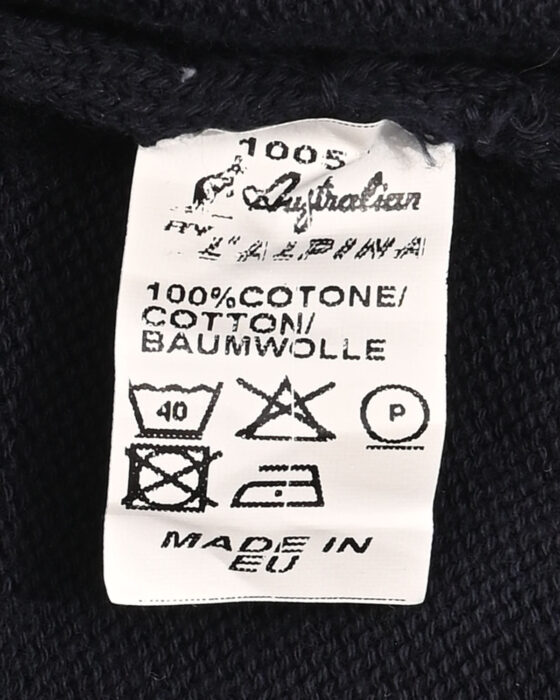 1005
Australian
BY
L'ALPINA
100%COTONE/
COTTON/
BAUMWOLLE
40
P
MADE IN
EU